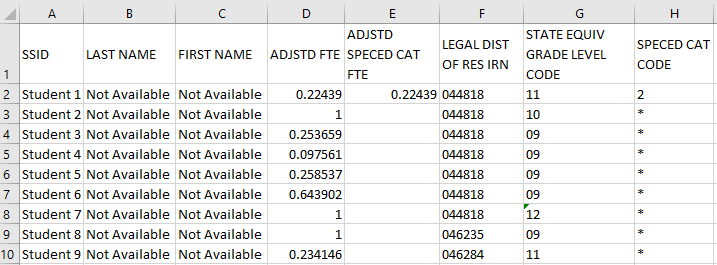 A B C D E F G H
1 SSID LAST NAME FIRST NAME ADJSTD FTE ADJSTD SPECED CAT FTE LEGAL DIST OF RES IRN STATE EQUIV GRADE LEVEL CODE SPECED CAT CODE
2 Student 1 Not Available Not Available 0.22439 0.22439 044818 11 2
3 Student 2 Not Available Not Available 1 044818 10 *
4 Student 3 Not Available Not Available 0.253659 044818 09 *
5 Student 4 Not Available Not Available 0.097561 044818 09 *
6 Student 5 Not Available Not Available 0.258537 044818 09 *
7 Student 6 Not Available Not Available 0.643902 044818 09 *
8 Student 7 Not Available Not Available 1 044818 12 *
9 Student 8 Not Available Not Available 1 046235 09 *
10 Student 9 Not Available Not Available 0.234146 046284 11 *